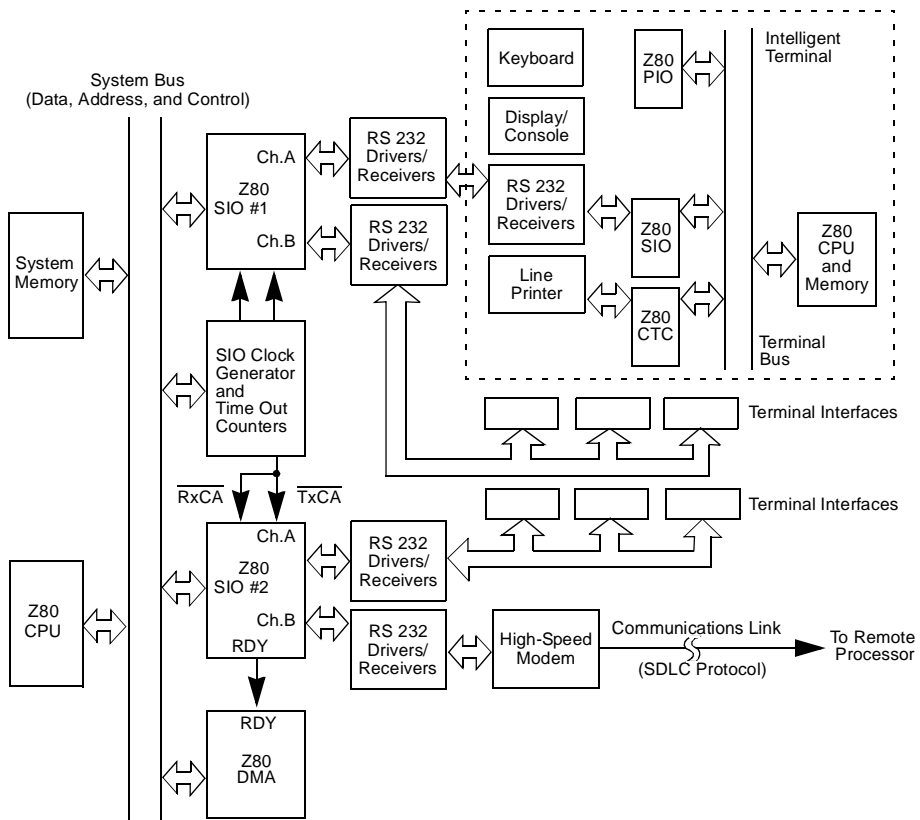 System Bus
(Data, Address, and Control)
System
Memory
Z80
CPU
Ch.A
Z80
SIO #1
Ch.B
SIO Clock
Generator
and
Time Out
Counters
RxCA
TxCA
Ch.A
Z80
SIO #2
Ch.B
RDY
RDY
Z80
DMA
RS 232
Drivers/
Receivers
RS 232
Drivers/
Receivers
Keyboard
Display/
Console
RS 232
Drivers/
Receivers
Line
Printer
Z80
PIO
Z80
SIO
Z80
CTC
Intelligent
Terminal
Z80
CPU
and
Memory
Terminal
Bus
Terminal Interfaces
Terminal Interfaces
RS 232
Drivers/
Receivers
RS 232
Drivers/
Receivers
High-Speed
Modem
Communications Link
(SDLC Protocol)
To Remote
Processor